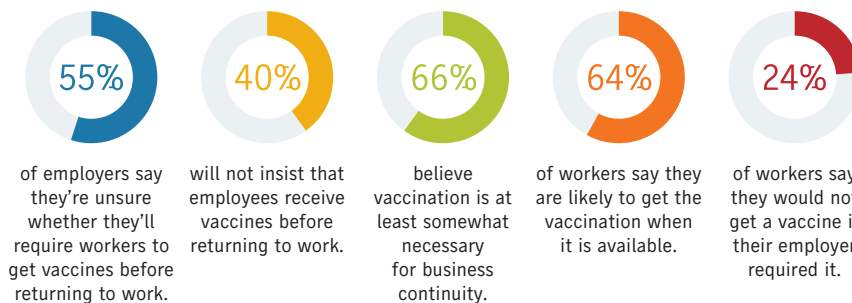 55%
of employers say
they're unsure
whether they'll
require workers to
get vaccines before
returning to work.
40%
will not insist that
employees receive
vaccines before
returning to work.
66%
believe
vaccination is at
least somewhat
necessary
for business
continuity.
64%
of workers say they
are likely to get the
vaccination when
it is available.
24%
of workers say
they would not
get a vaccine
their employer
required it.